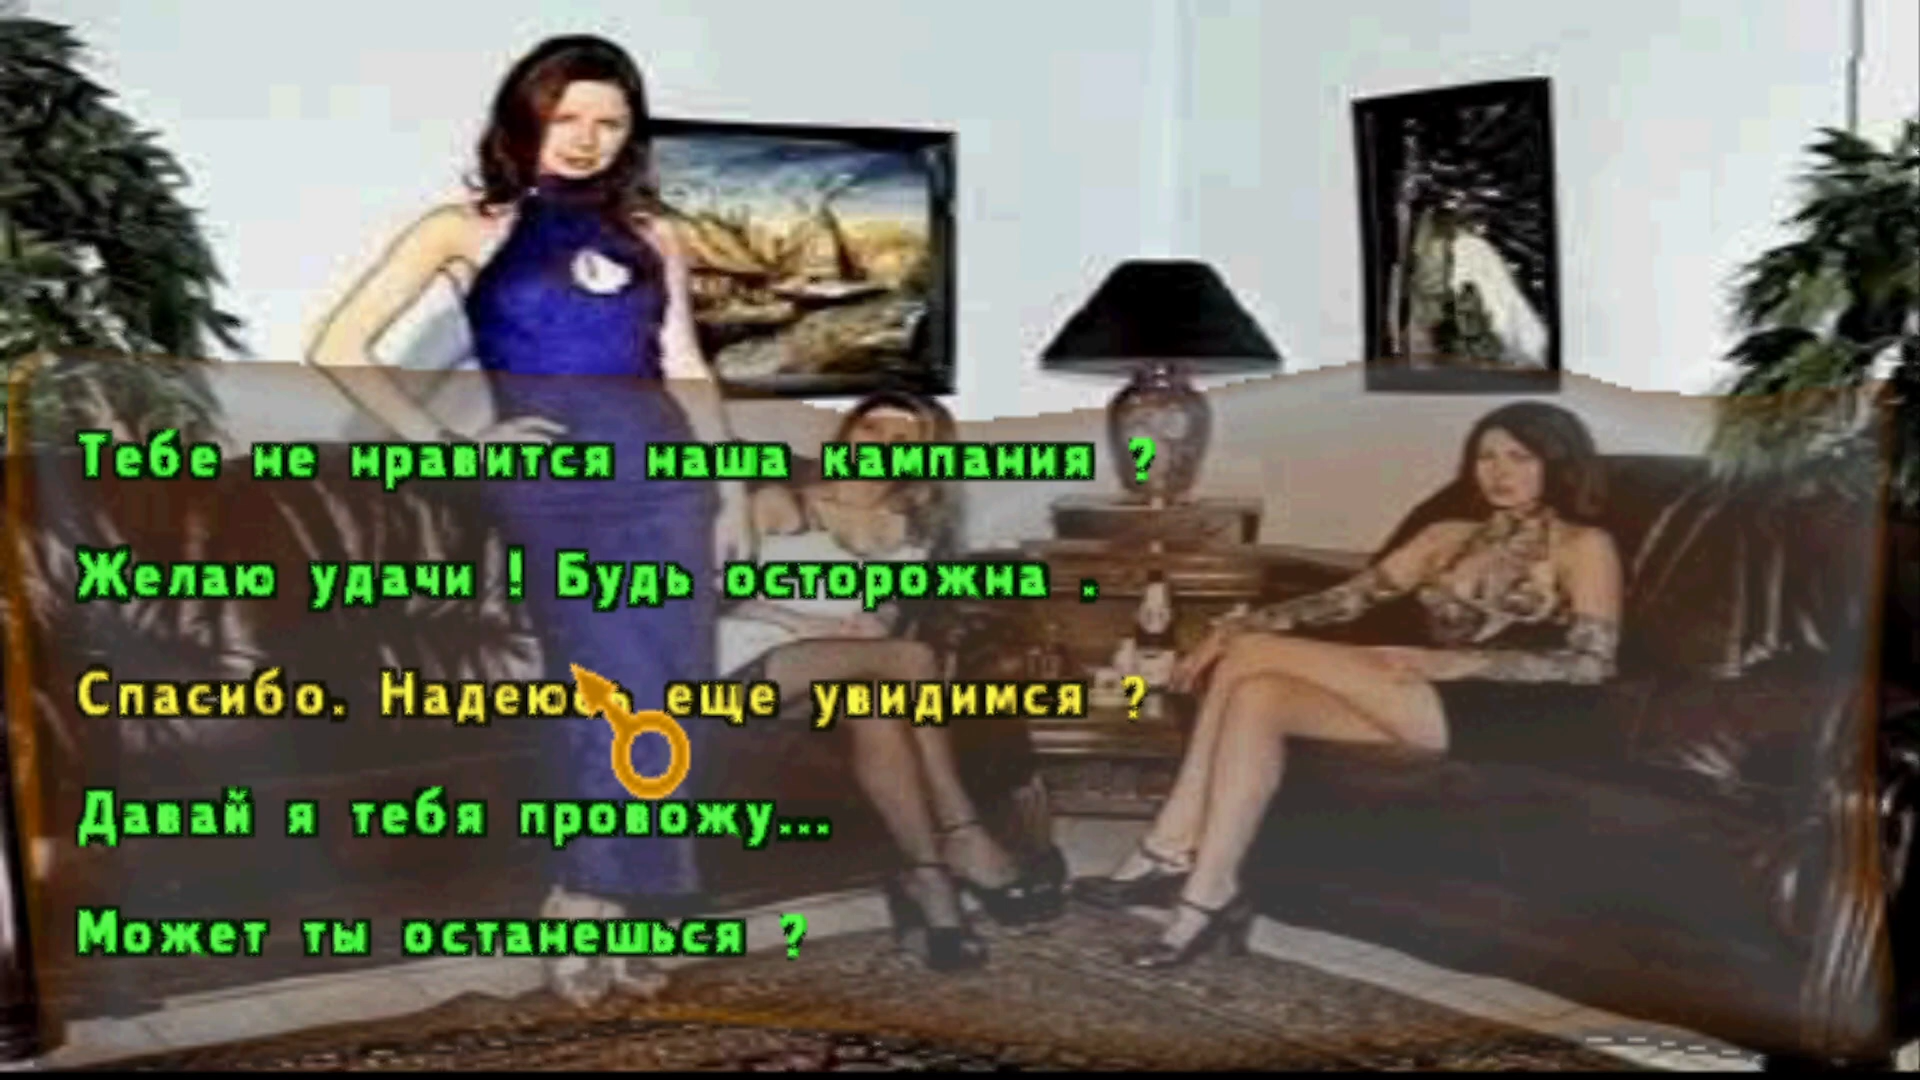 Тебе не нравится наша кампания ?
Желаю удачи ! Будь осторожна .
Спасибо. Надеюсь еще увидимся ?
Давай я тебя провожу...
Может ты останешься ?